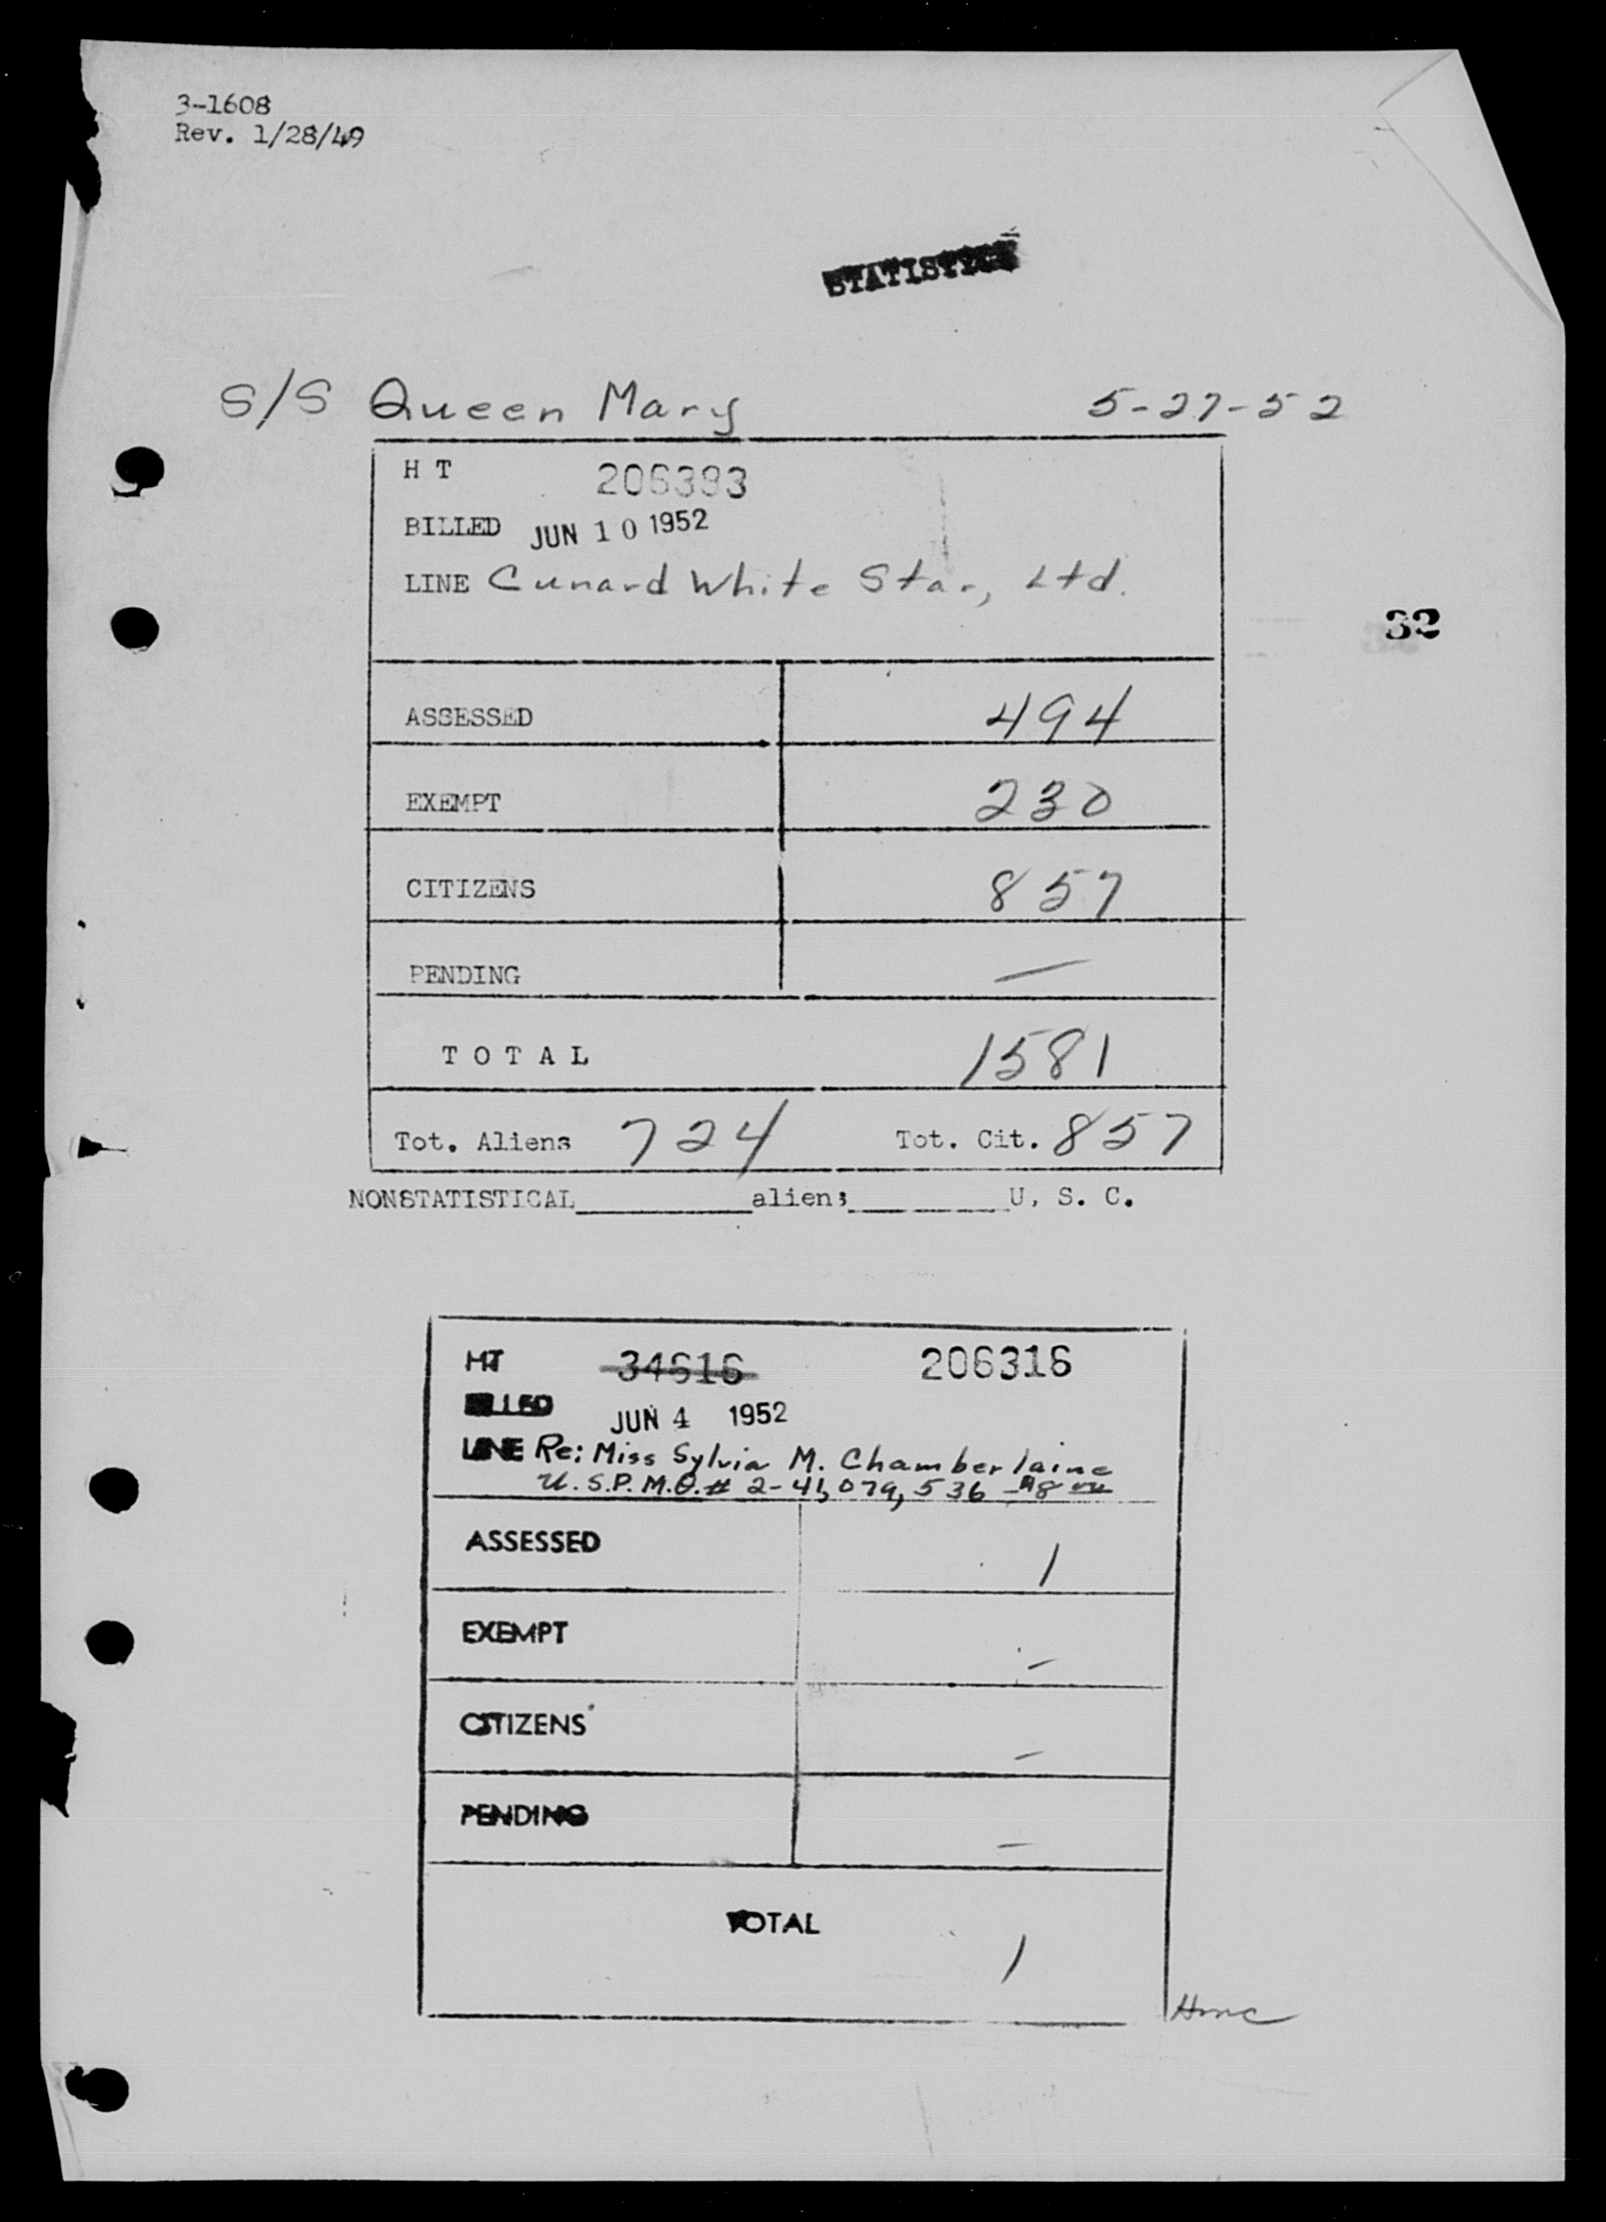 3-1608
Rev. 1/28/49
STATISTICS
S/S Queen Mary 5-27-52
H T 206393
BILLED JUN 10 1952
LINE Cunard White Star, Ltd.
32
ASSESSED 494
EXEMPT 230
CITIZENS 857
PENDING —
T O T A L 1581
Tot. Aliens 724 Tot. Cit. 857
NONSTATISTICAL__________aliens_________U. S. C.
HT 34616 206316
BILLED JUN 4 1952
LINE Re: Miss Sylvia M. Chamberlaine
U.S.P.M.O.# 2-41,079,536
ASSESSED 1
EXEMPT –
CITIZENS –
PENDING –
TOTAL 1